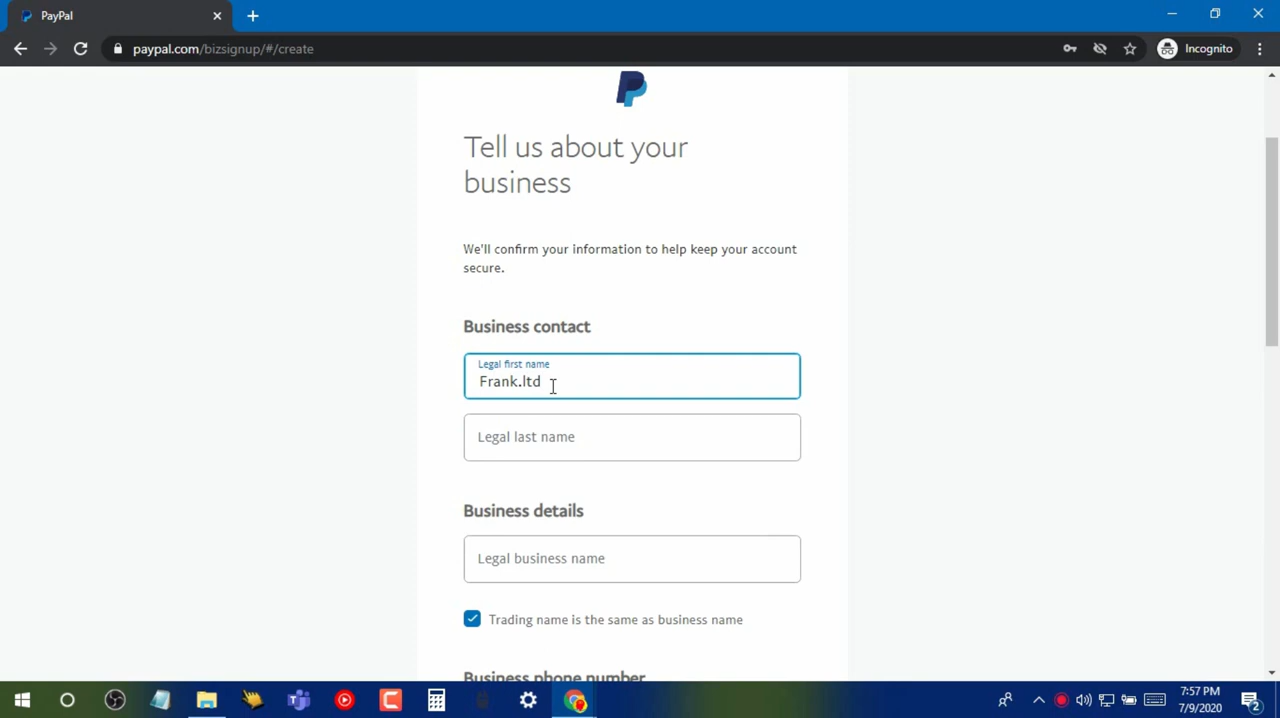 PayPal
paypal.com/bizsignup/#/create
Incognito
Tell us about your
business
We'll confirm your information to help keep your account
secure.
Business contact
Legal first name
Frank.ltd
Legal last name
Business details
Legal business name
Trading name is the same as business name
Business phone number
7:57 PM
7/9/2020
2